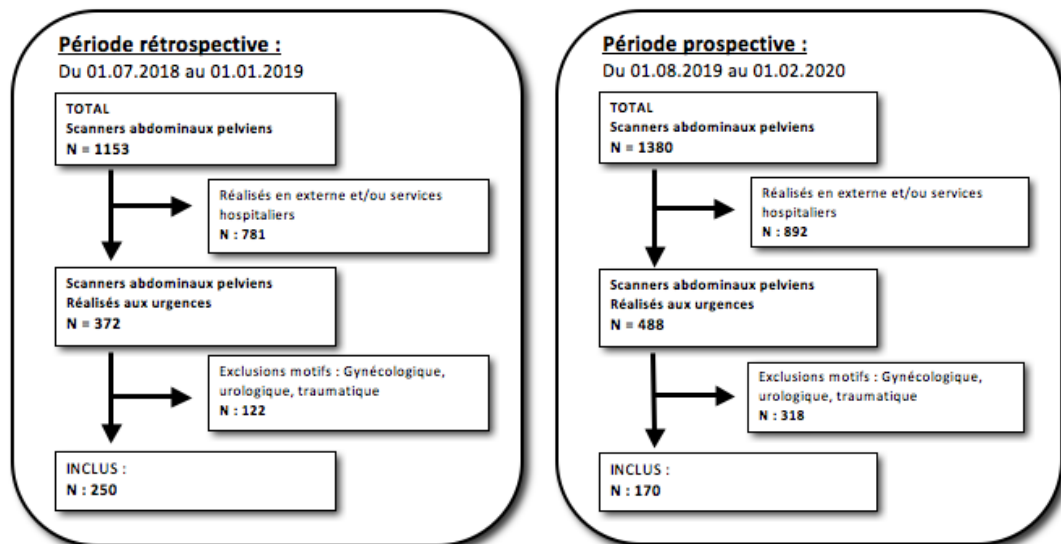 Période rétrospective :
Du 01.07.2018 au 01.01.2019
TOTAL
Scanners abdominaux pelviens
N = 1153
Réalisés en externe et/ou services
hospitaliers
N : 781
Scanners abdominaux pelviens
Réalisés aux urgences
N = 372
Exclusions motifs : Gynécologique,
urologique, traumatique
N : 122
INCLUS :
N : 250
Période prospective :
Du 01.08.2019 au 01.02.2020
TOTAL
Scanners abdominaux pelviens
N = 1380
Réalisés en externe et/ou services
hospitaliers
N : 892
Scanners abdominaux pelviens
Réalisés aux urgences
N = 488
Exclusions motifs : Gynécologique,
urologique, traumatique
N : 318
INCLUS :
N : 170